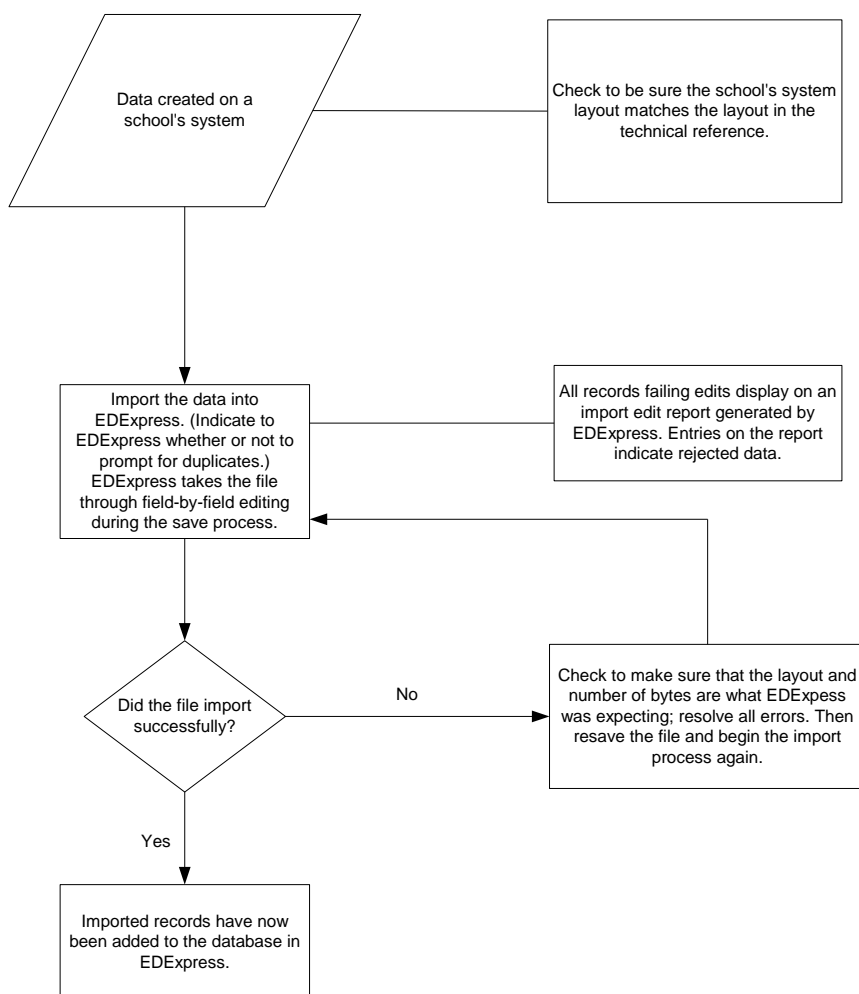 Data created on a
school's system
Check to be sure the school's system
layout matches the layout in the
technical reference.
Import the data into
EDExpress. (Indicate to
EDExpress whether or not to
prompt for duplicates.)
EDExpress takes the file
through field-by-field editing
during the save process.
All records failing edits display on an
import edit report generated by
EDExpress. Entries on the report
indicate rejected data.
Did the file import
successfully?
No
Check to make sure that the layout and
number of bytes are what EDExpess
was expecting; resolve all errors. Then
resave the file and begin the import
process again.
Yes
Imported records have now
been added to the database in
EDExpress.